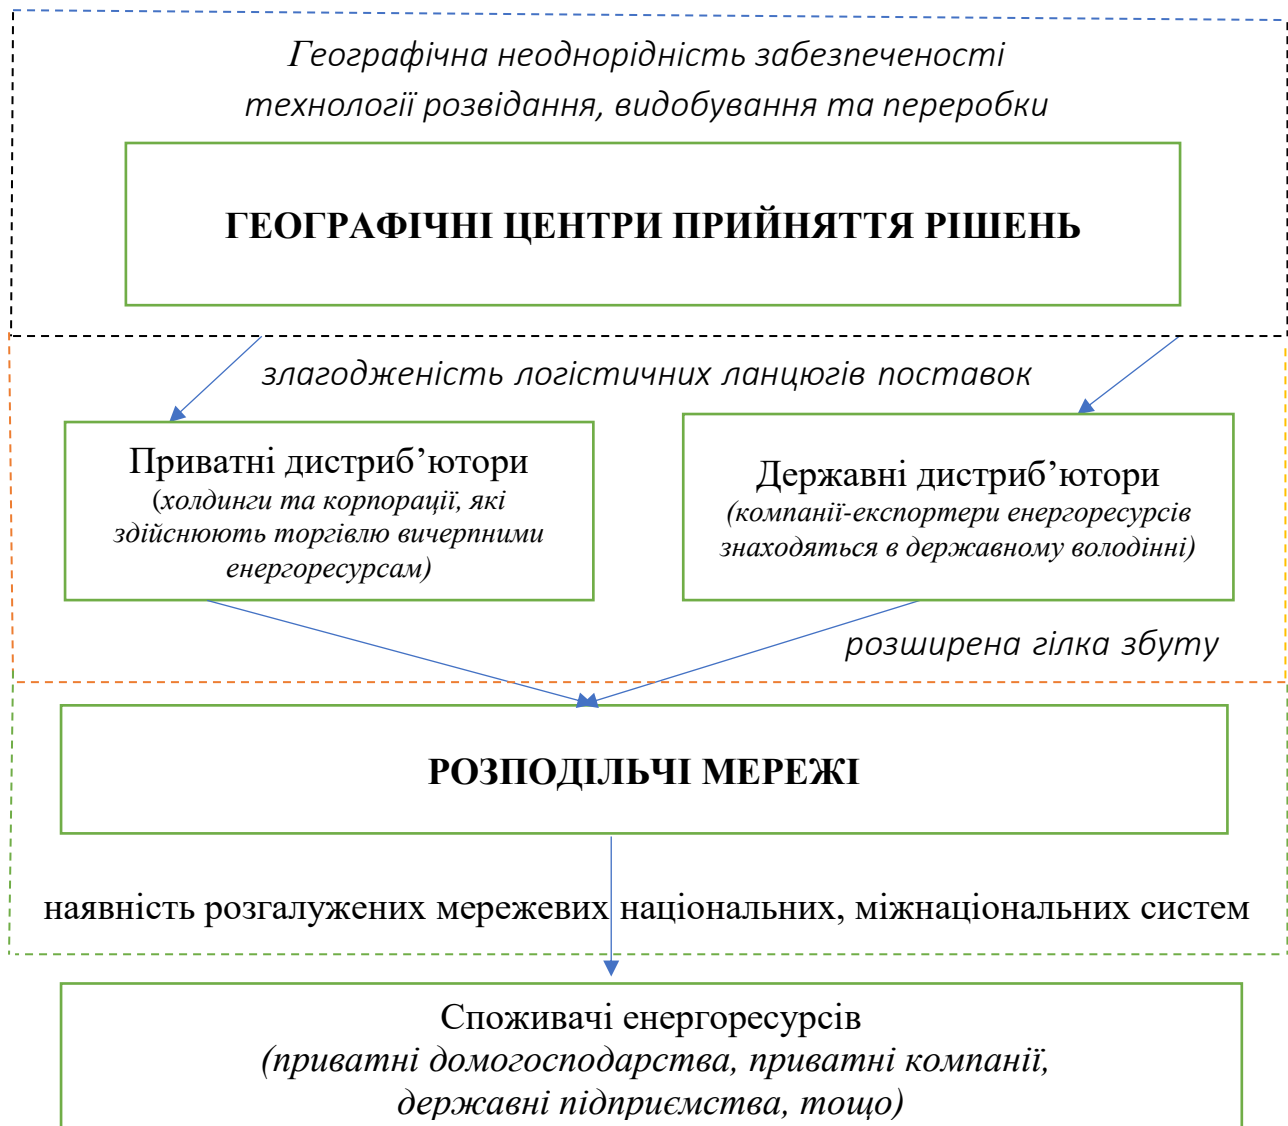 Географічна неоднорідність забезпеченості
технології розвідання, видобування та переробки
ГЕОГРАФІЧНІ ЦЕНТРИ ПРИЙНЯТТЯ РІШЕНЬ
злагодженість логістичних ланцюгів поставок
Приватні дистриб’ютори
(холдинги та корпорації, які
здійснюють торгівлю вичерпними
енергоресурсам)
Державні дистриб’ютори
(компанії-експортери енергоресурсів
знаходяться в державному володінні)
розширена гілка збуту
РОЗПОДІЛЬЧІ МЕРЕЖІ
наявність розгалужених мережевих національних, міжнаціональних систем
Споживачі енергоресурсів
(приватні домогосподарства, приватні компанії,
державні підприємства, тощо)